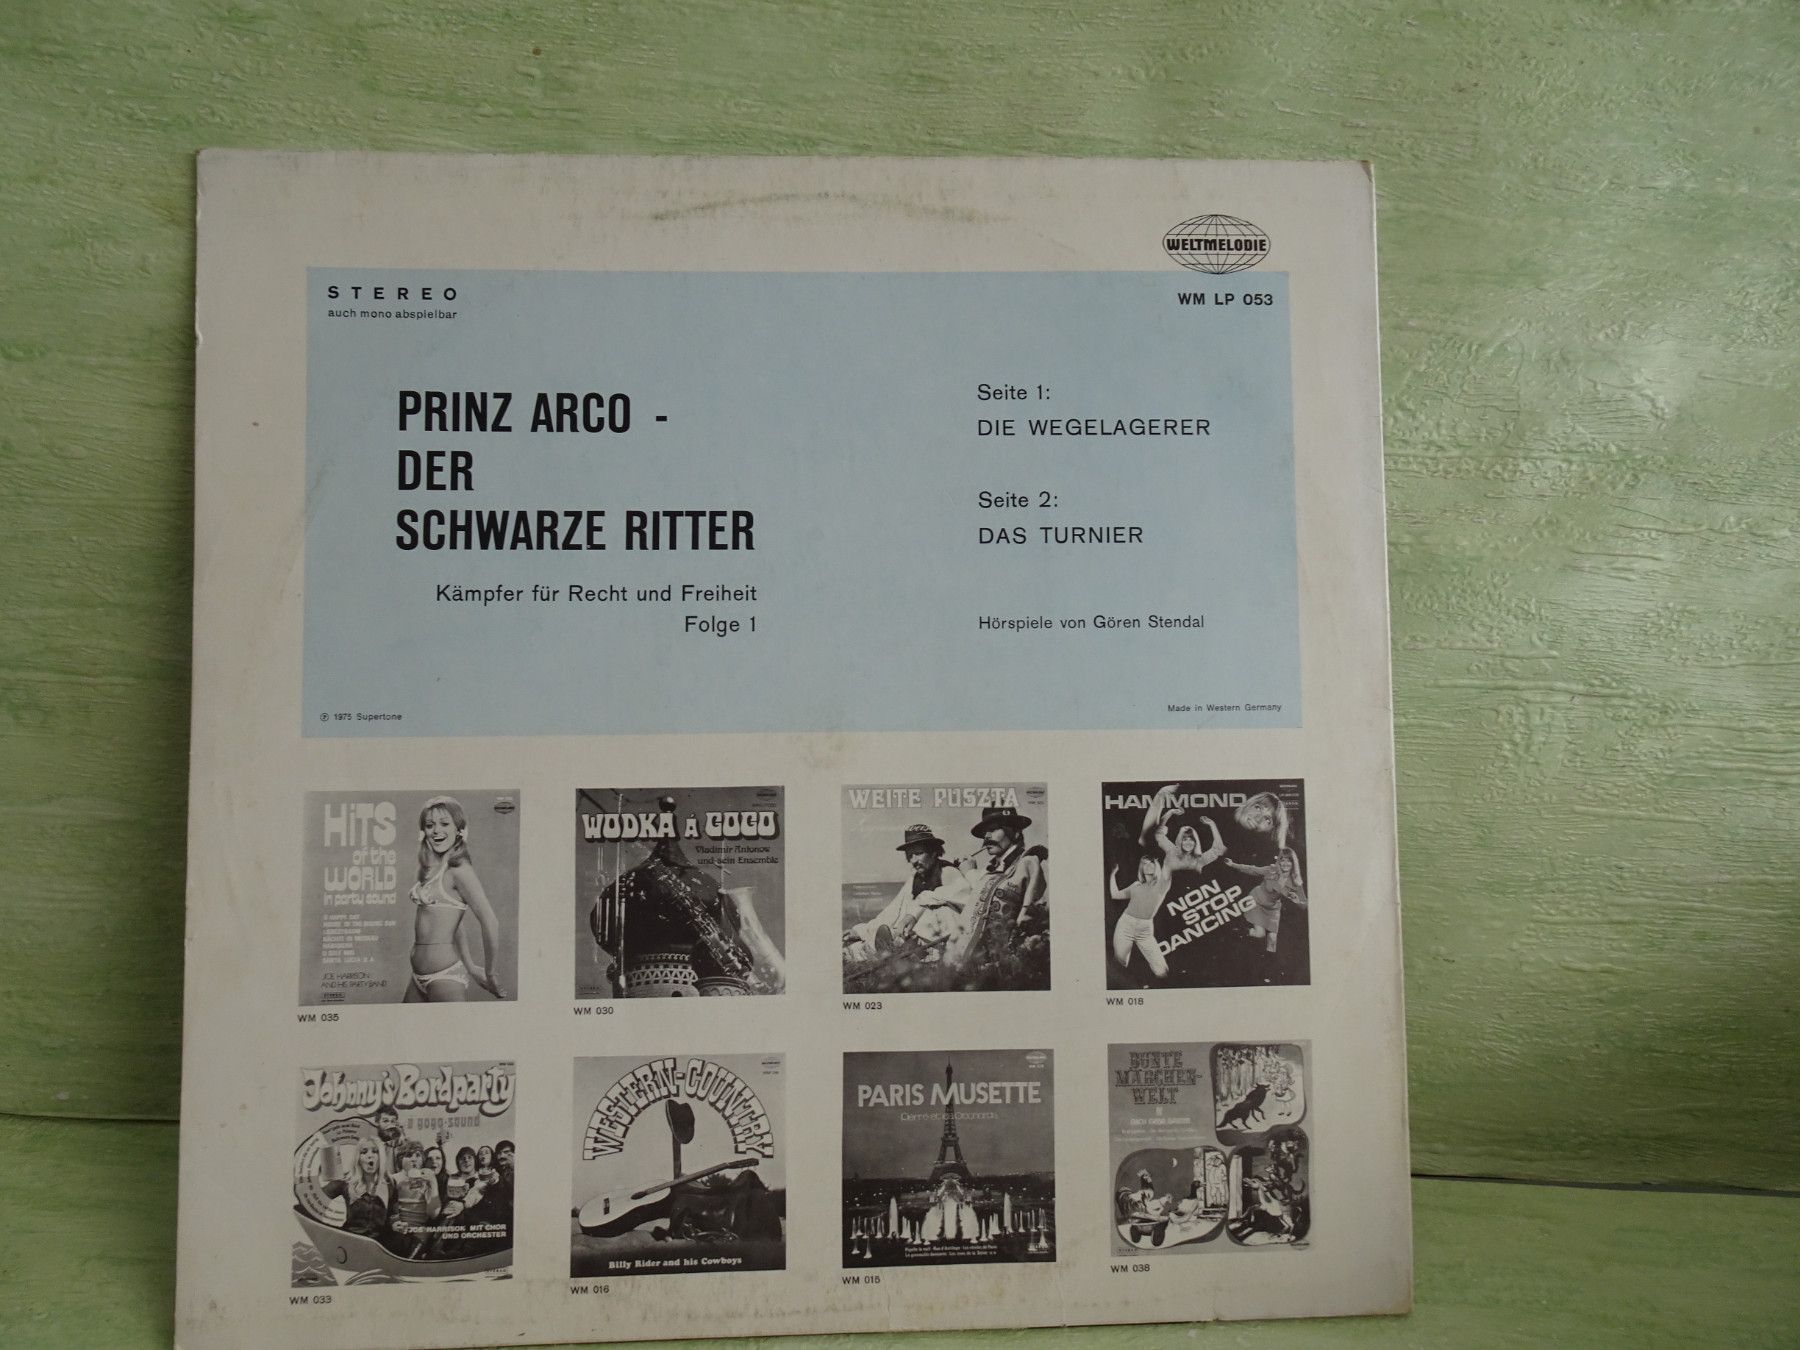 WELTMELODIE
STEREO
auch mono abspielbar
WM LP 053
PRINZ ARCO -
DER
SCHWARZE RITTER
Kämpfer für Recht und Freiheit
Folge 1
Seite 1:
DIE WEGELAGERER
Seite 2:
DAS TURNIER
Hörspiele von Gören Stendal
℗ 1975 Supertone
Made in Western Germany
HiTS
of the
WORLD
in party sound
JOE HARRISON
AND HIS PARTY BAND
WM 035
WODKA Á GOGO
Vladimir Antonow
und sein Ensemble
WM 030
WEITE PUSZTA
WM 023
HAMMOND
NON
STOP
DANCING
WM 018
Johnny's Bordparty
a gogo-sound
JOE HARRISON MIT CHOR
UND ORCHESTER
WM 033
WESTERN-COUNTRY
Billy Rider and his Cowboys
WM 016
PARIS MUSETTE
WM 015
BUNTE
MÄRCHEN-
WELT
WM 038